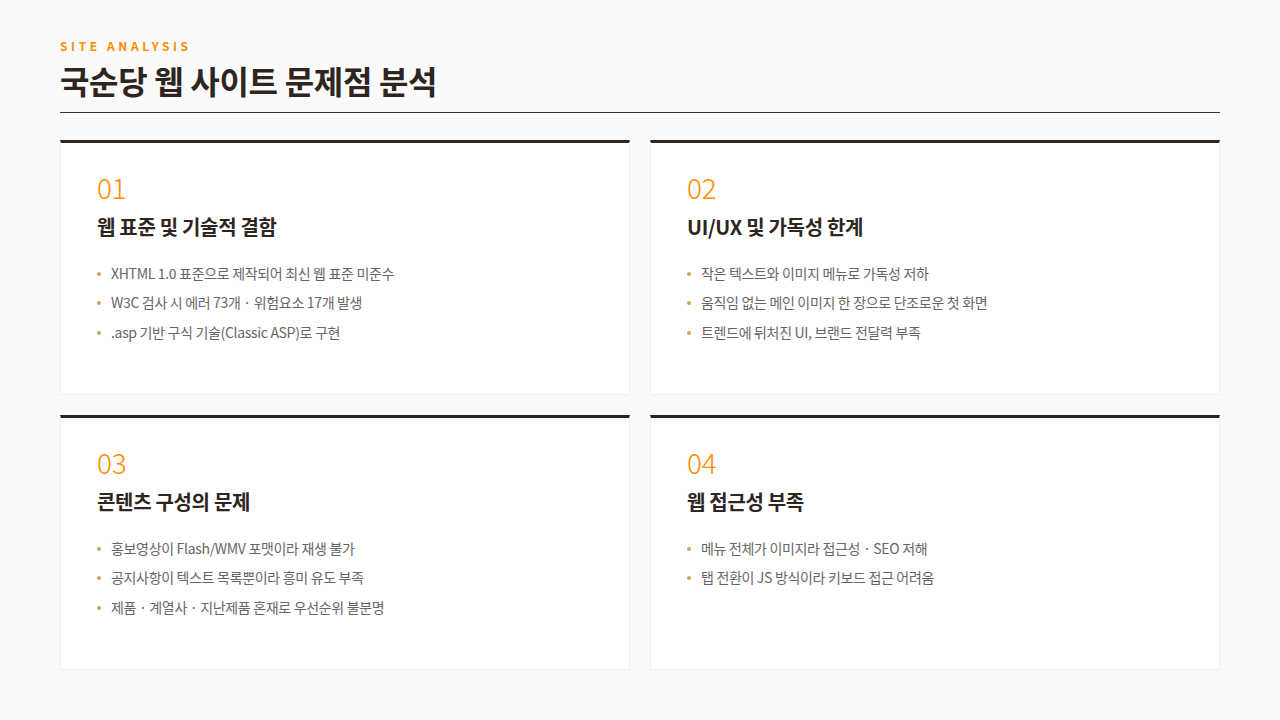 SITE ANALYSIS
국순당 웹 사이트 문제점 분석
01
웹 표준 및 기술적 결함
• XHTML 1.0 표준으로 제작되어 최신 웹 표준 미준수
• W3C 검사 시 에러 73개 · 위험요소 17개 발생
• .asp 기반 구식 기술(Classic ASP)로 구현
02
UI/UX 및 가독성 한계
• 작은 텍스트와 이미지 메뉴로 가독성 저하
• 움직임 없는 메인 이미지 한 장으로 단조로운 첫 화면
• 트렌드에 뒤처진 UI, 브랜드 전달력 부족
03
콘텐츠 구성의 문제
• 홍보영상이 Flash/WMV 포맷이라 재생 불가
• 공지사항이 텍스트 목록뿐이라 흥미 유도 부족
• 제품 · 계열사 · 지난제품 혼재로 우선순위 불분명
04
웹 접근성 부족
• 메뉴 전체가 이미지라 접근성 · SEO 저해
• 탭 전환이 JS 방식이라 키보드 접근 어려움